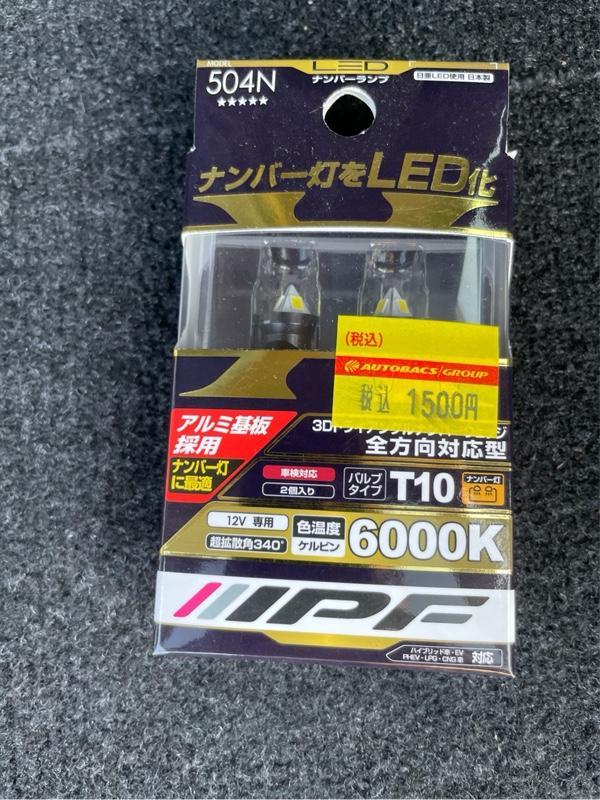 MODEL
504N
★★★★★
LED
ナンバーランプ
日亜LED使用 日本製
ナンバー灯をLED化
(税込)
AUTOBACS GROUP
税込 1500円
アルミ基板
採用
ナンバー灯
に最適
全方向対応型
車検対応
2個入り
バルブ
タイプ
T10
ナンバー灯
12V 専用
超拡散角340°
色温度
ケルビン
6000K
IPF
ハイブリッド車・EV
PHEV・LPG・CNG車
対応